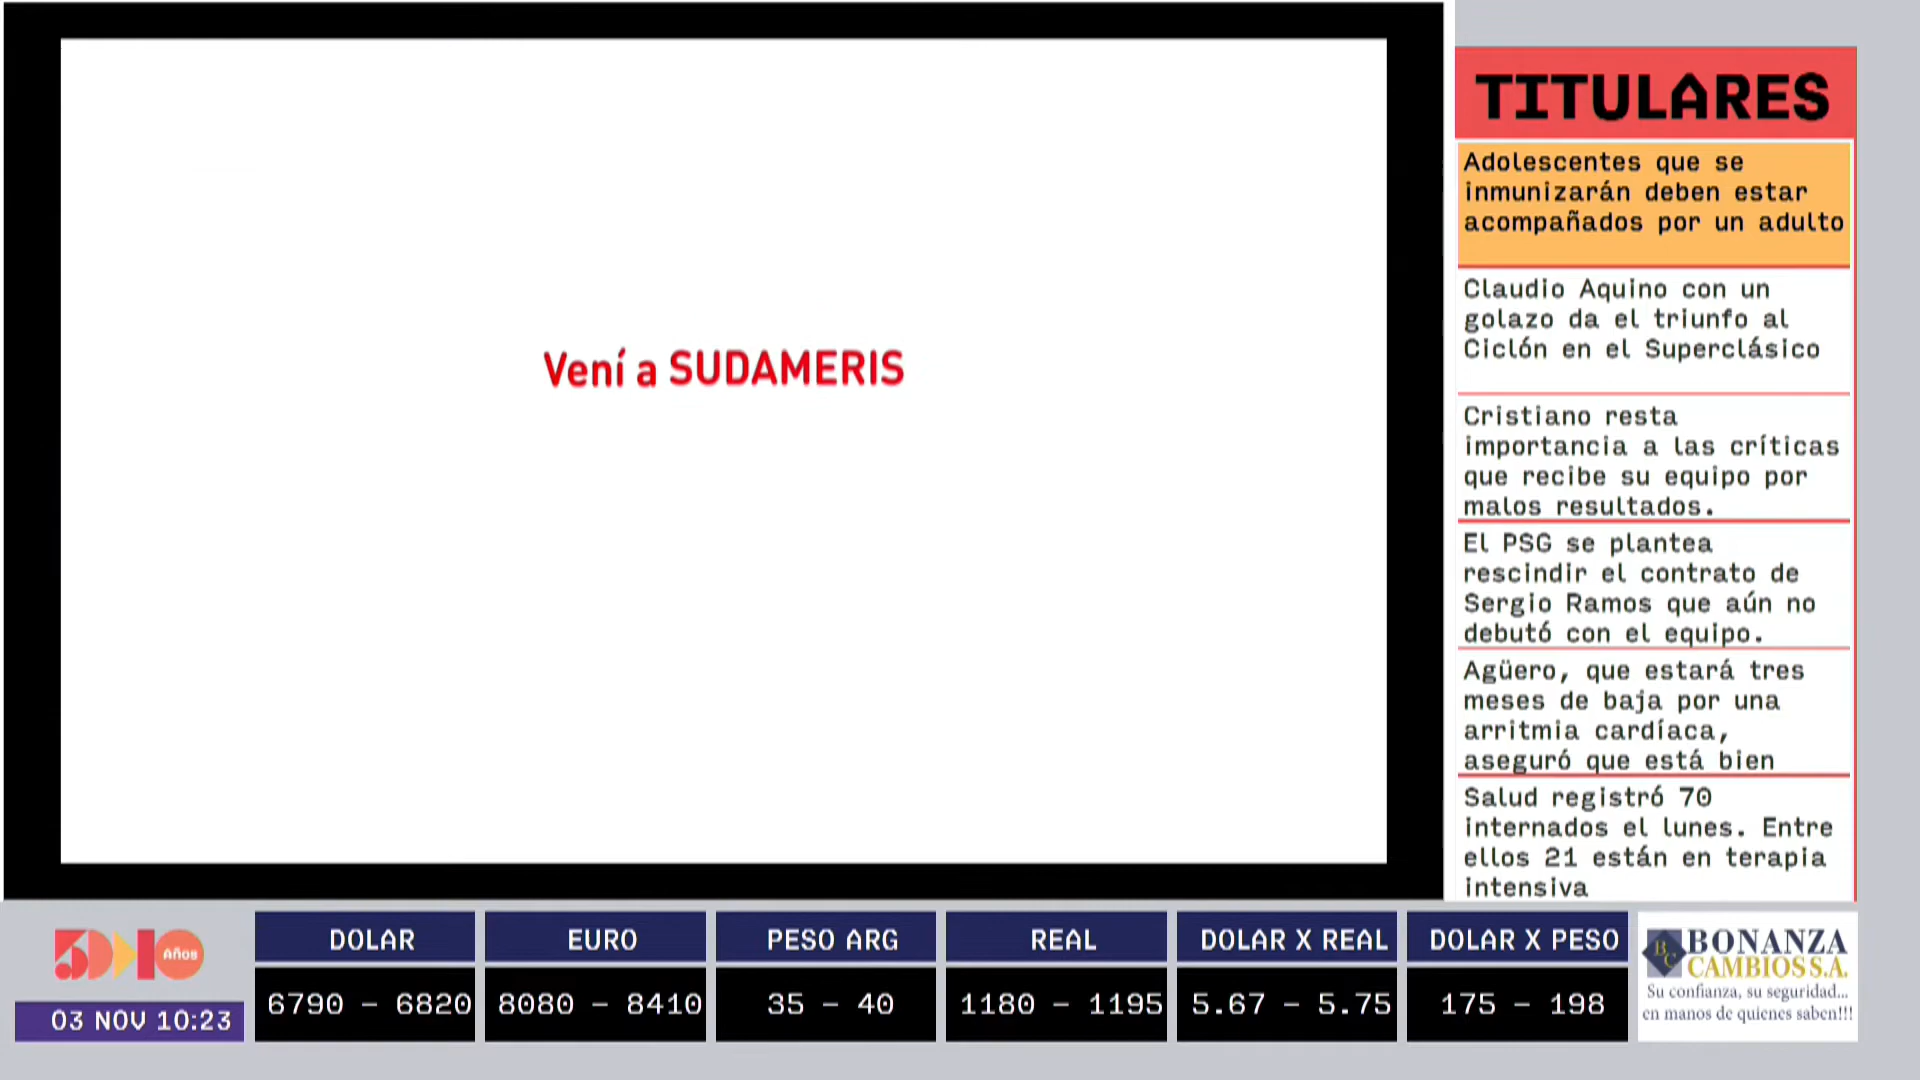 Vení a SUDAMERIS
TITULARES
Adolescentes que se
inmunizarán deben estar
acompañados por un adulto
Claudio Aquino con un
golazo da el triunfo al
Ciclón en el Superclásico
Cristiano resta
importancia a las críticas
que recibe su equipo por
malos resultados.
El PSG se plantea
rescindir el contrato de
Sergio Ramos que aún no
debutó con el equipo.
Agüero, que estará tres
meses de baja por una
arritmia cardíaca,
aseguró que está bien
Salud registró 70
internados el lunes. Entre
ellos 21 están en terapia
intensiva
Años
03 NOV 10:23
DOLAR
6790 - 6820
EURO
8080 - 8410
PESO ARG
35 - 40
REAL
1180 - 1195
DOLAR X REAL
5.67 - 5.75
DOLAR X PESO
175 - 198
BC
BONANZA
CAMBIOS S.A.
Su confianza, su seguridad...
en manos de quienes saben!!!